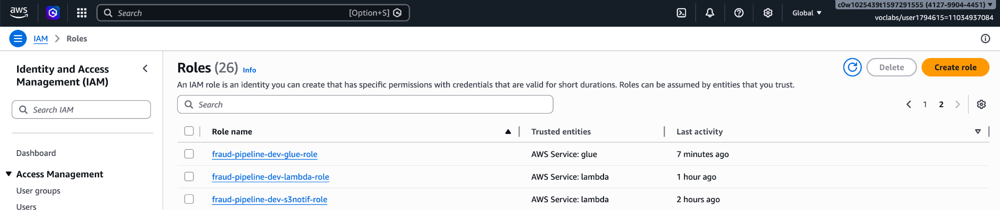 aws
Search
[Option+S]
Global
c0w1025439t1597291555 (4127-9904-4451)
voclabs/user1794615=11034937084
IAM > Roles
Identity and Access
Management (IAM)
Search IAM
Dashboard
Access Management
User groups
Users
Roles (26) Info
Delete
Create role
An IAM role is an identity you can create that has specific permissions with credentials that are valid for short durations. Roles can be assumed by entities that you trust.
Search
1 2
Role name Trusted entities Last activity
fraud-pipeline-dev-glue-role AWS Service: glue 7 minutes ago
fraud-pipeline-dev-lambda-role AWS Service: lambda 1 hour ago
fraud-pipeline-dev-s3notif-role AWS Service: lambda 2 hours ago